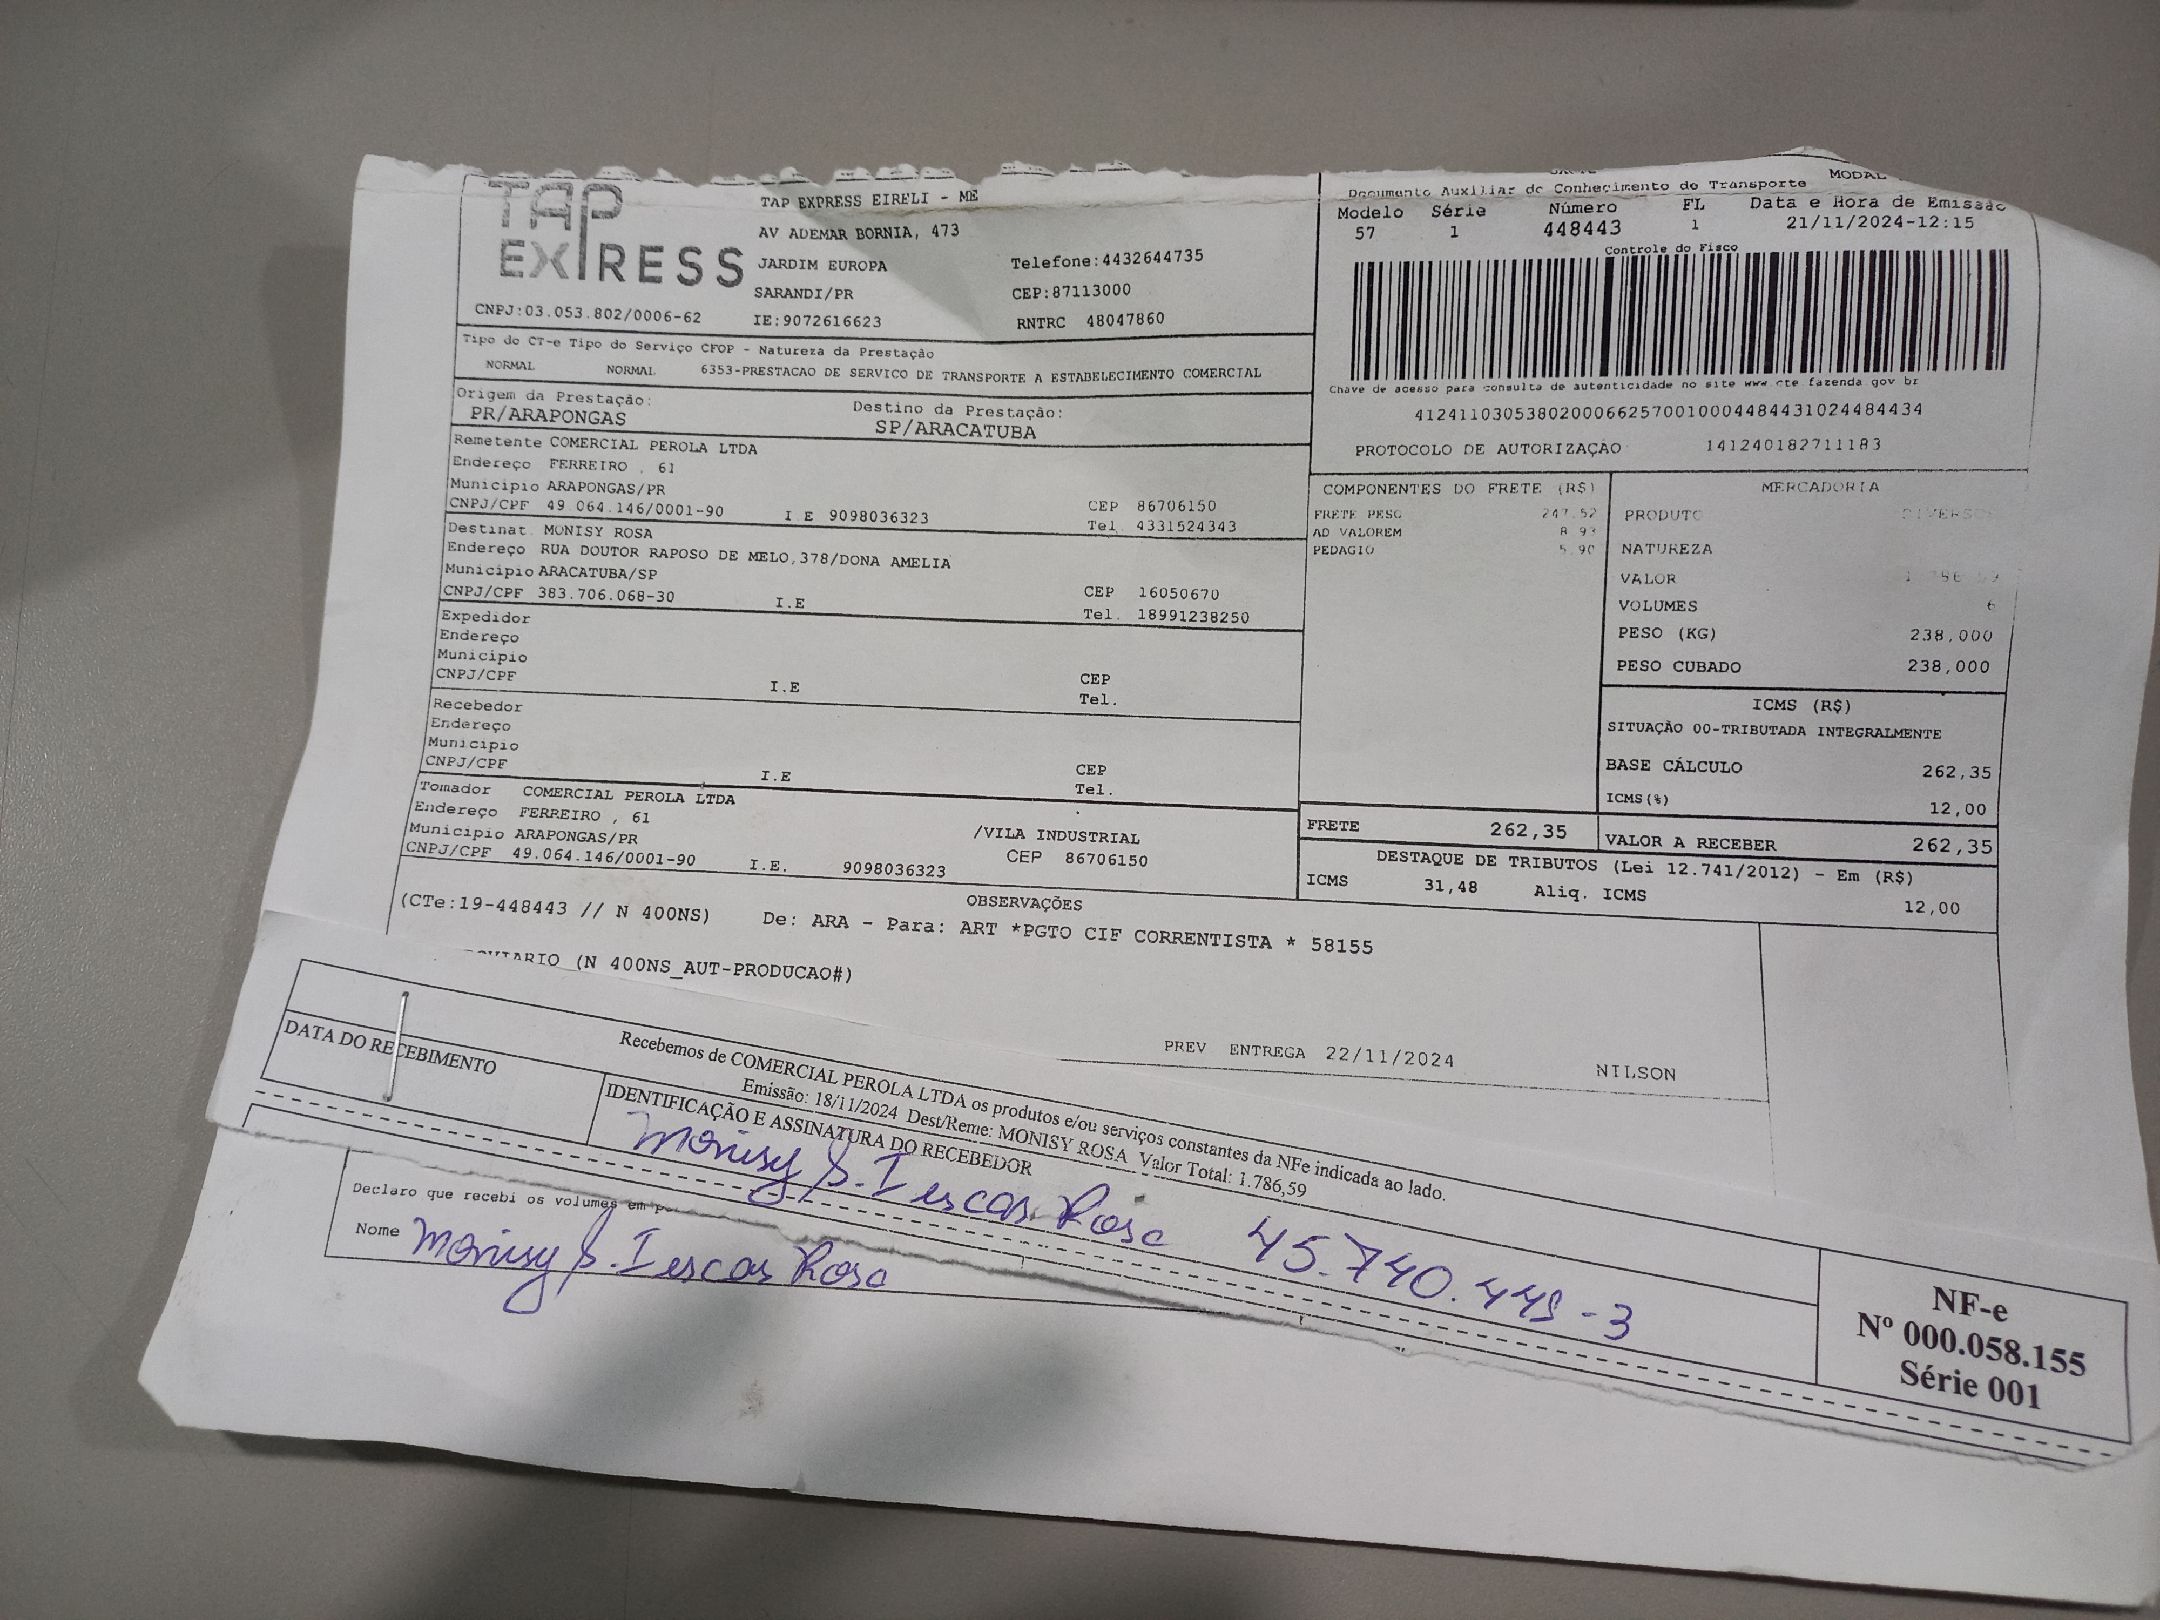 TAP EXPRESS
TAP EXPRESS EIRELI - ME
AV ADEMAR BORNIA, 473
JARDIM EUROPA Telefone:4432644735
SARANDI/PR CEP:87113000
CNPJ:03.053.802/0006-62 IE:9072616623 RNTRC 48047860
MODAL
Documento Auxiliar do Conhecimento do Transporte
Modelo Série Número FL Data e Hora de Emissão
57 1 448443 1 21/11/2024-12:15
Controle do Fisco
Chave de acesso para consulta de autenticidade no site www.cte.fazenda.gov br
41241103053802000662570010004484431024484434
PROTOCOLO DE AUTORIZAÇÃO 141240182711183
Tipo do CT-e Tipo do Serviço CFOP - Natureza da Prestação
NORMAL NORMAL 6353-PRESTACAO DE SERVICO DE TRANSPORTE A ESTABELECIMENTO COMERCIAL
Origem da Prestação: Destino da Prestação:
PR/ARAPONGAS SP/ARACATUBA
Remetente COMERCIAL PEROLA LTDA
Endereço FERREIRO , 61
Municipio ARAPONGAS/PR CEP 86706150
CNPJ/CPF 49.064.146/0001-90 I.E 9098036323 Tel. 4331524343
Destinat. MONISY ROSA
Endereço RUA DOUTOR RAPOSO DE MELO,378/DONA AMELIA
Municipio ARACATUBA/SP CEP 16050670
CNPJ/CPF 383.706.068-30 I.E Tel. 18991238250
Expedidor
Endereço
Municipio CEP
CNPJ/CPF I.E Tel.
Recebedor
Endereço
Municipio CEP
CNPJ/CPF I.E Tel.
Tomador COMERCIAL PEROLA LTDA
Endereço FERREIRO , 61 /VILA INDUSTRIAL
Municipio ARAPONGAS/PR CEP 86706150
CNPJ/CPF 49.064.146/0001-90 I.E. 9098036323
COMPONENTES DO FRETE (R$)
FRETE PESO 247.52
AD VALOREM 8 93
PEDAGIO 5.90
MERCADORIA
PRODUTO DIVERSOS
NATUREZA
VALOR
VOLUMES 6
PESO (KG) 238,000
PESO CUBADO 238,000
ICMS (R$)
SITUAÇÃO 00-TRIBUTADA INTEGRALMENTE
BASE CÁLCULO 262,35
ICMS(%) 12,00
FRETE 262,35 VALOR A RECEBER 262,35
DESTAQUE DE TRIBUTOS (Lei 12.741/2012) - Em (R$)
ICMS 31,48 Aliq. ICMS 12,00
OBSERVAÇÕES
(CTe:19-448443 // N 400NS) De: ARA - Para: ART *PGTO CIF CORRENTISTA * 58155
(N 400NS_AUT-PRODUCAO#)
PREV ENTREGA 22/11/2024 NILSON
Recebemos de COMERCIAL PEROLA LTDA os produtos e/ou serviços constantes da NFe indicada ao lado.
Emissão: 18/11/2024 Dest/Reme: MONISY ROSA Valor Total: 1.786,59
DATA DO RECEBIMENTO
IDENTIFICAÇÃO E ASSINATURA DO RECEBEDOR
Monisy S. Iescas Rosa 45.740.449-3
NF-e
Nº 000.058.155
Série 001
Declaro que recebi os volumes em
Nome Monisy S. Iescas Rosa